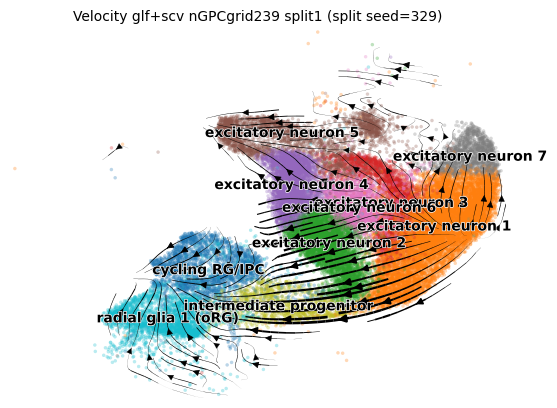 Velocity glf+scv nGPCgrid239 split1 (split seed=329)
excitatory neuron 5
excitatory neuron 7
excitatory neuron 4
excitatory neuron 3
excitatory neuron 6
excitatory neuron 1
excitatory neuron 2
cycling RG/IPC
intermediate progenitor
radial glia 1 (oRG)